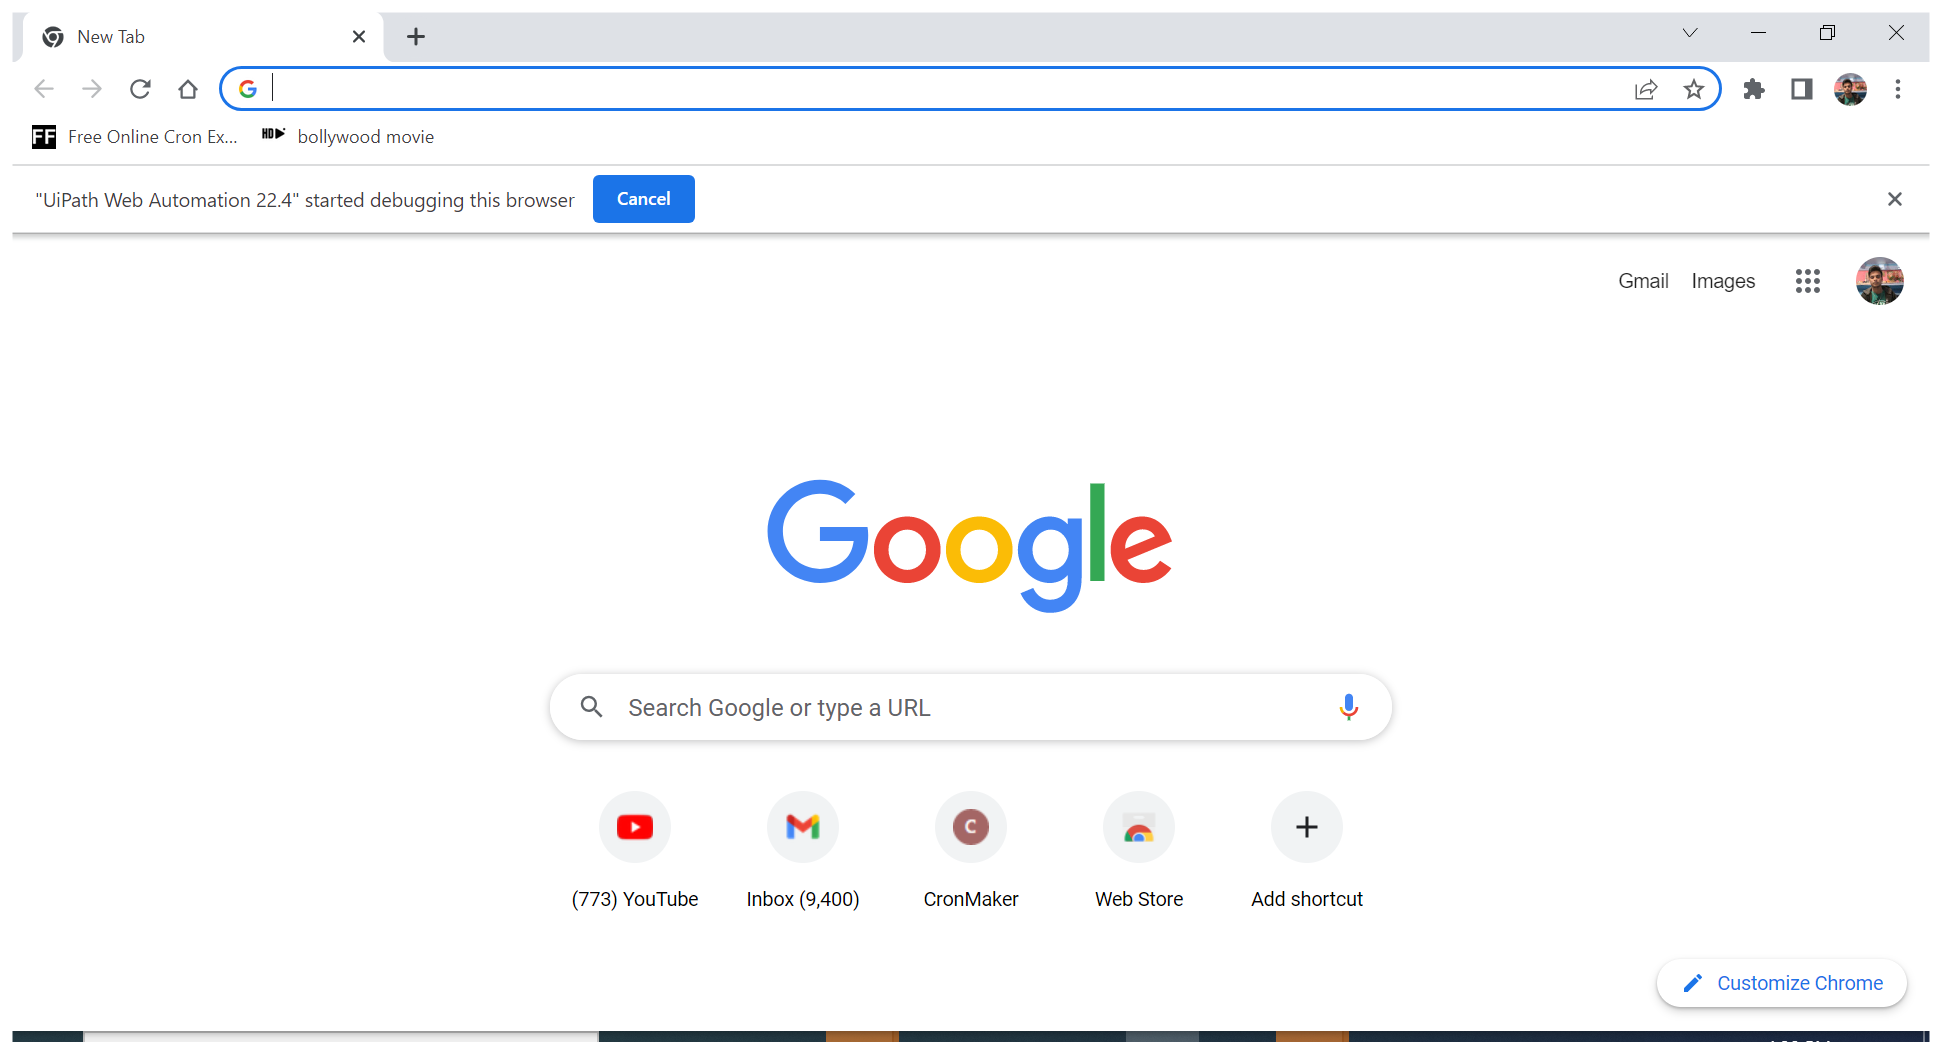 New Tab
FF Free Online Cron Ex... HD bollywood movie
"UiPath Web Automation 22.4" started debugging this browser Cancel
Gmail Images
Google
Search Google or type a URL
C
(773) YouTube Inbox (9,400) CronMaker Web Store Add shortcut
Customize Chrome